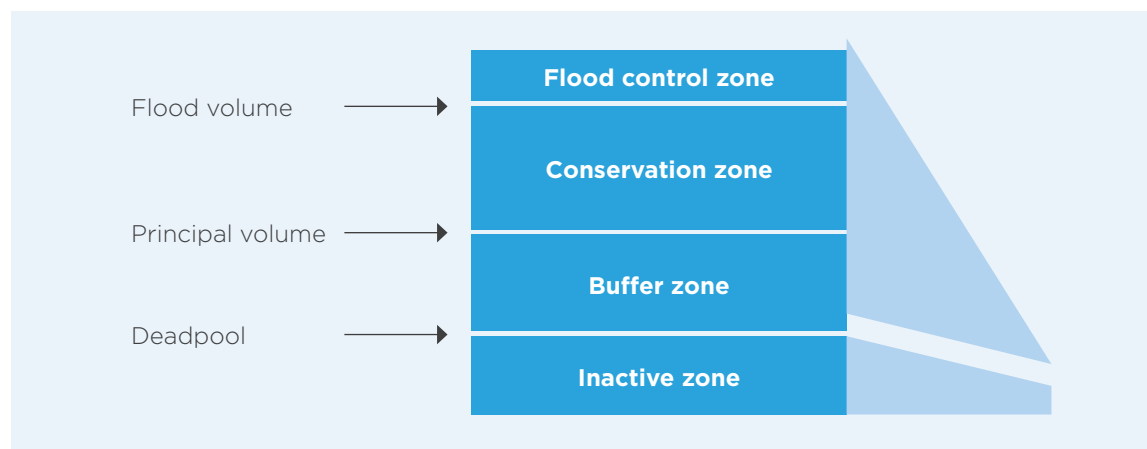 Flood control zone
Flood volume
Conservation zone
Principal volume
Buffer zone
Deadpool
Inactive zone